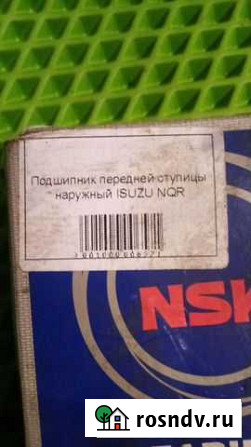 Подшипник передней ступицы
наружный ISUZU NQR
NSK
rosndv.ru